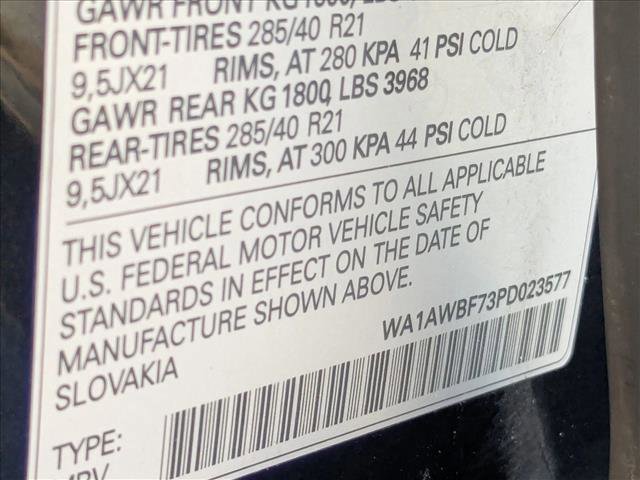 GAWR FRONT KG
FRONT-TIRES 285/40 R21
9,5JX21 RIMS, AT 280 KPA 41 PSI COLD
GAWR REAR KG 1800, LBS 3968
REAR-TIRES 285/40 R21
9,5JX21 RIMS, AT 300 KPA 44 PSI COLD
THIS VEHICLE CONFORMS TO ALL APPLICABLE
U.S. FEDERAL MOTOR VEHICLE SAFETY
STANDARDS IN EFFECT ON THE DATE OF
MANUFACTURE SHOWN ABOVE.
SLOVAKIA
WA1AWBF73PD023577
TYPE: